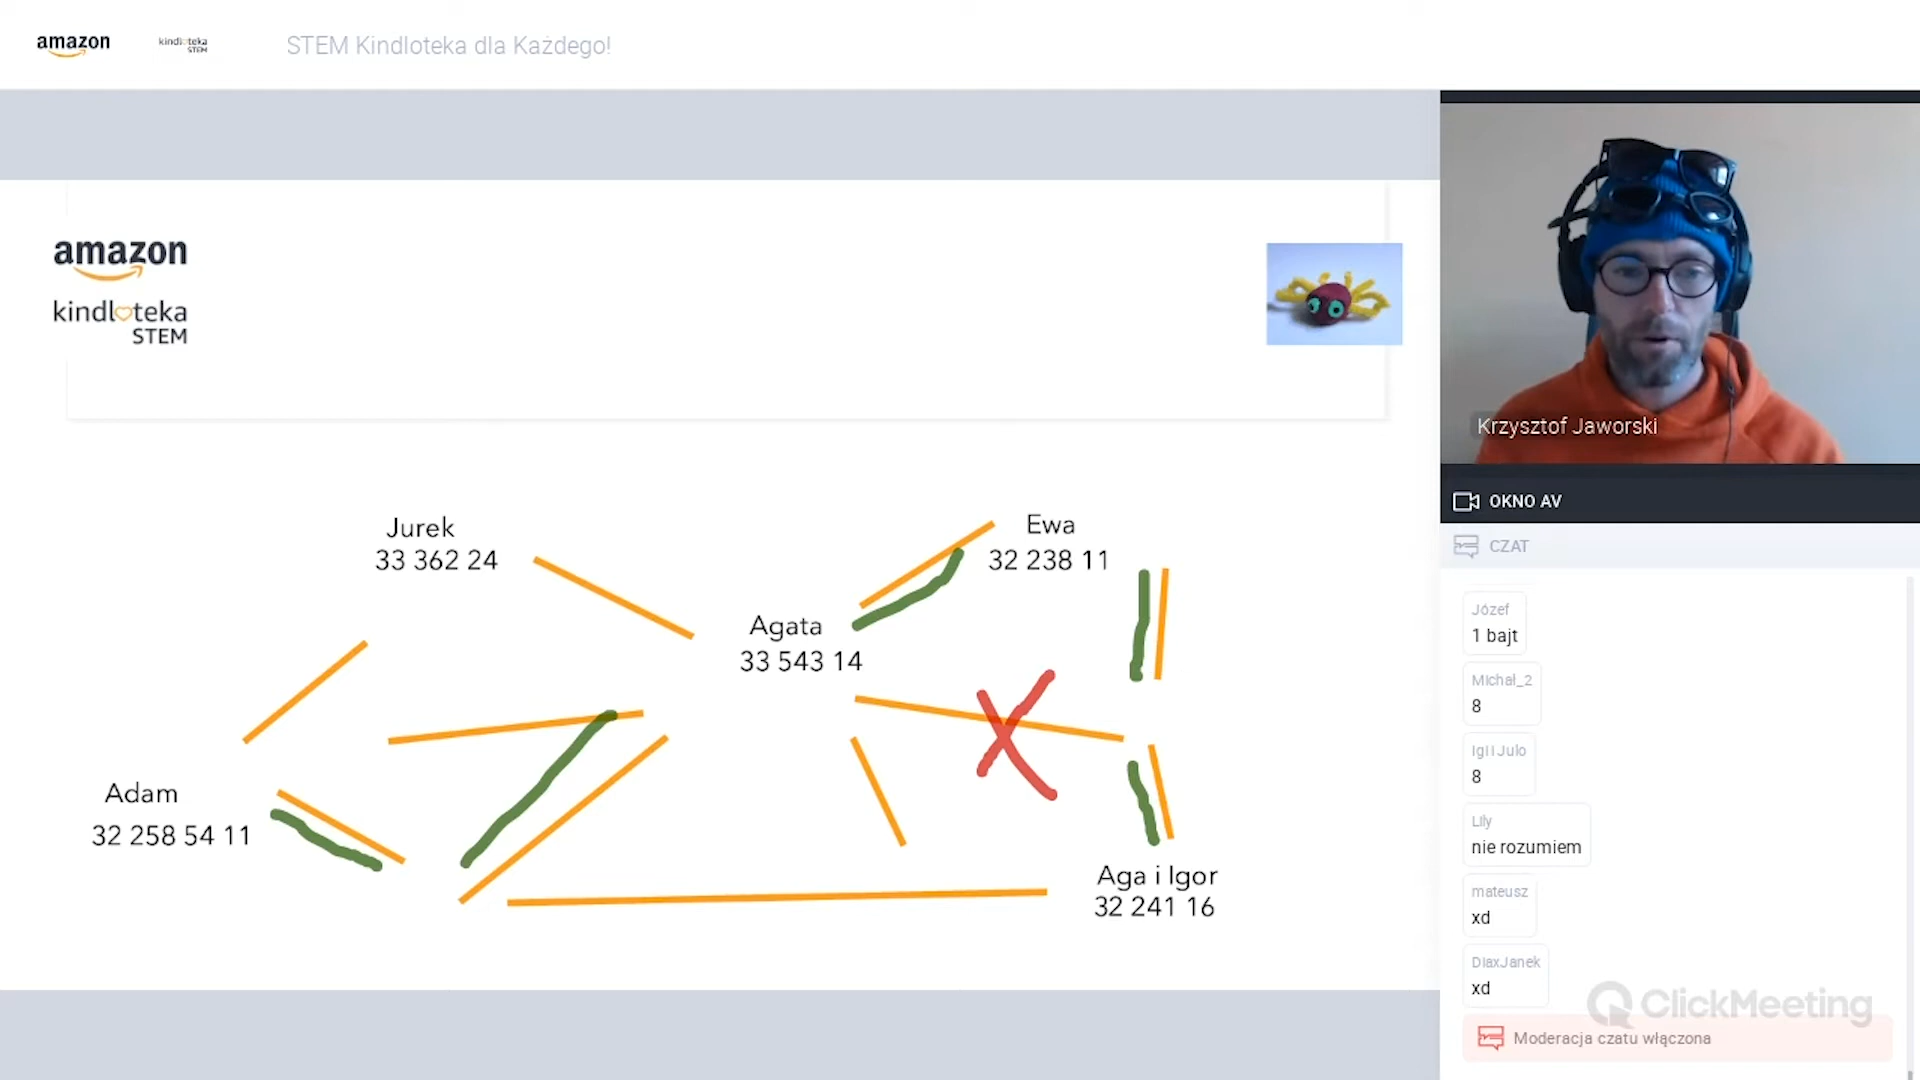 amazon
kindloteka
STEM
STEM Kindloteka dla Każdego!
amazon
kindloteka
STEM
Jurek
33 362 24
Ewa
32 238 11
Agata
33 543 14
Adam
32 258 54 11
Aga i Igor
32 241 16
Krzysztof Jaworski
OKNO AV
CZAT
Józef
1 bajt
Michał_2
8
Igi i Julo
8
Lily
nie rozumiem
mateusz
xd
DiaxJanek
xd
ClickMeeting
Moderacja czatu włączona